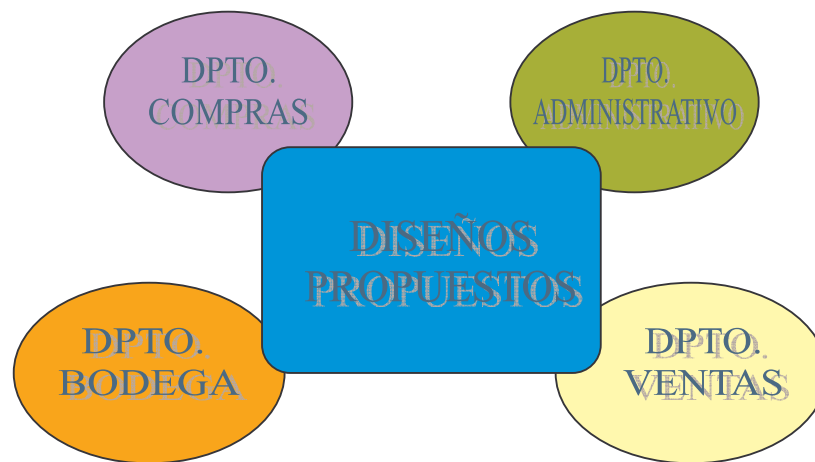 DPTO.
COMPRAS
DPTO.
ADMINISTRATIVO
DISEÑOS
PROPUESTOS
DPTO.
BODEGA
DPTO.
VENTAS